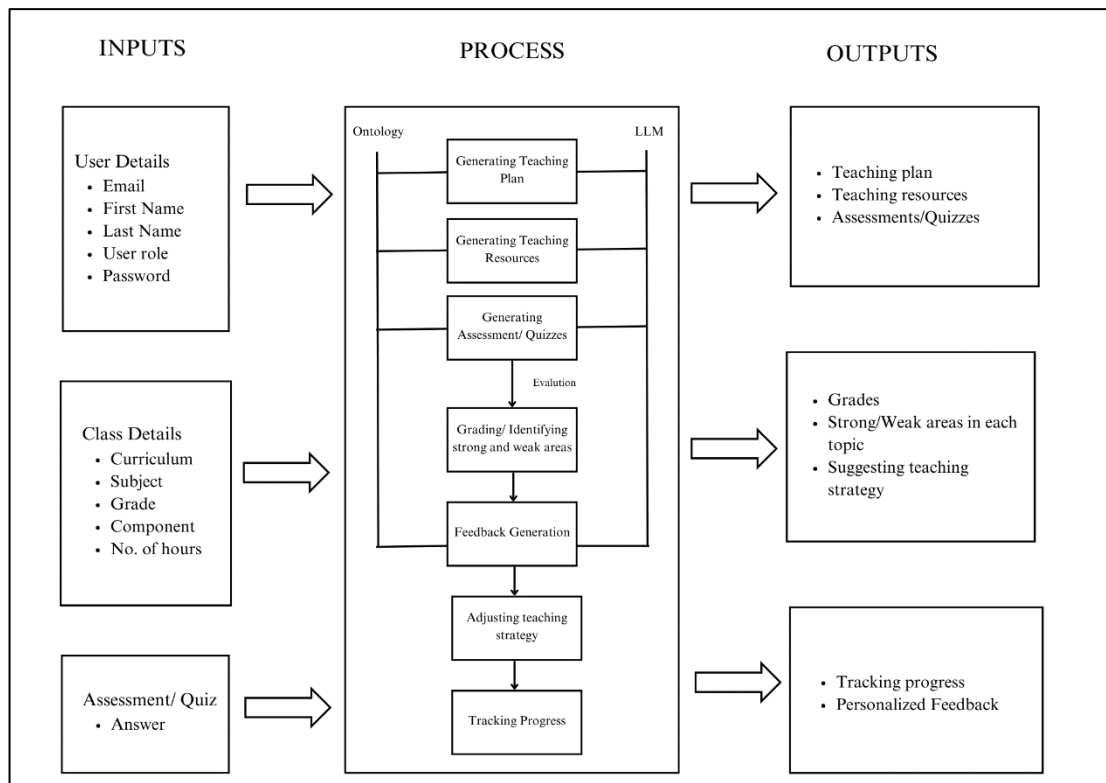 INPUTS
PROCESS
OUTPUTS
User Details
• Email
• First Name
• Last Name
• User role
• Password
Class Details
• Curriculum
• Subject
• Grade
• Component
• No. of hours
Assessment/ Quiz
• Answer
Ontology
LLM
Generating Teaching
Plan
Generating Teaching
Resources
Generating
Assessment/ Quizzes
Evalution
Grading/ Identifying
strong and weak areas
Feedback Generation
Adjusting teaching
strategy
Tracking Progress
• Teaching plan
• Teaching resources
• Assessments/Quizzes
• Grades
• Strong/Weak areas in each
topic
• Suggesting teaching
strategy
• Tracking progress
• Personalized Feedback